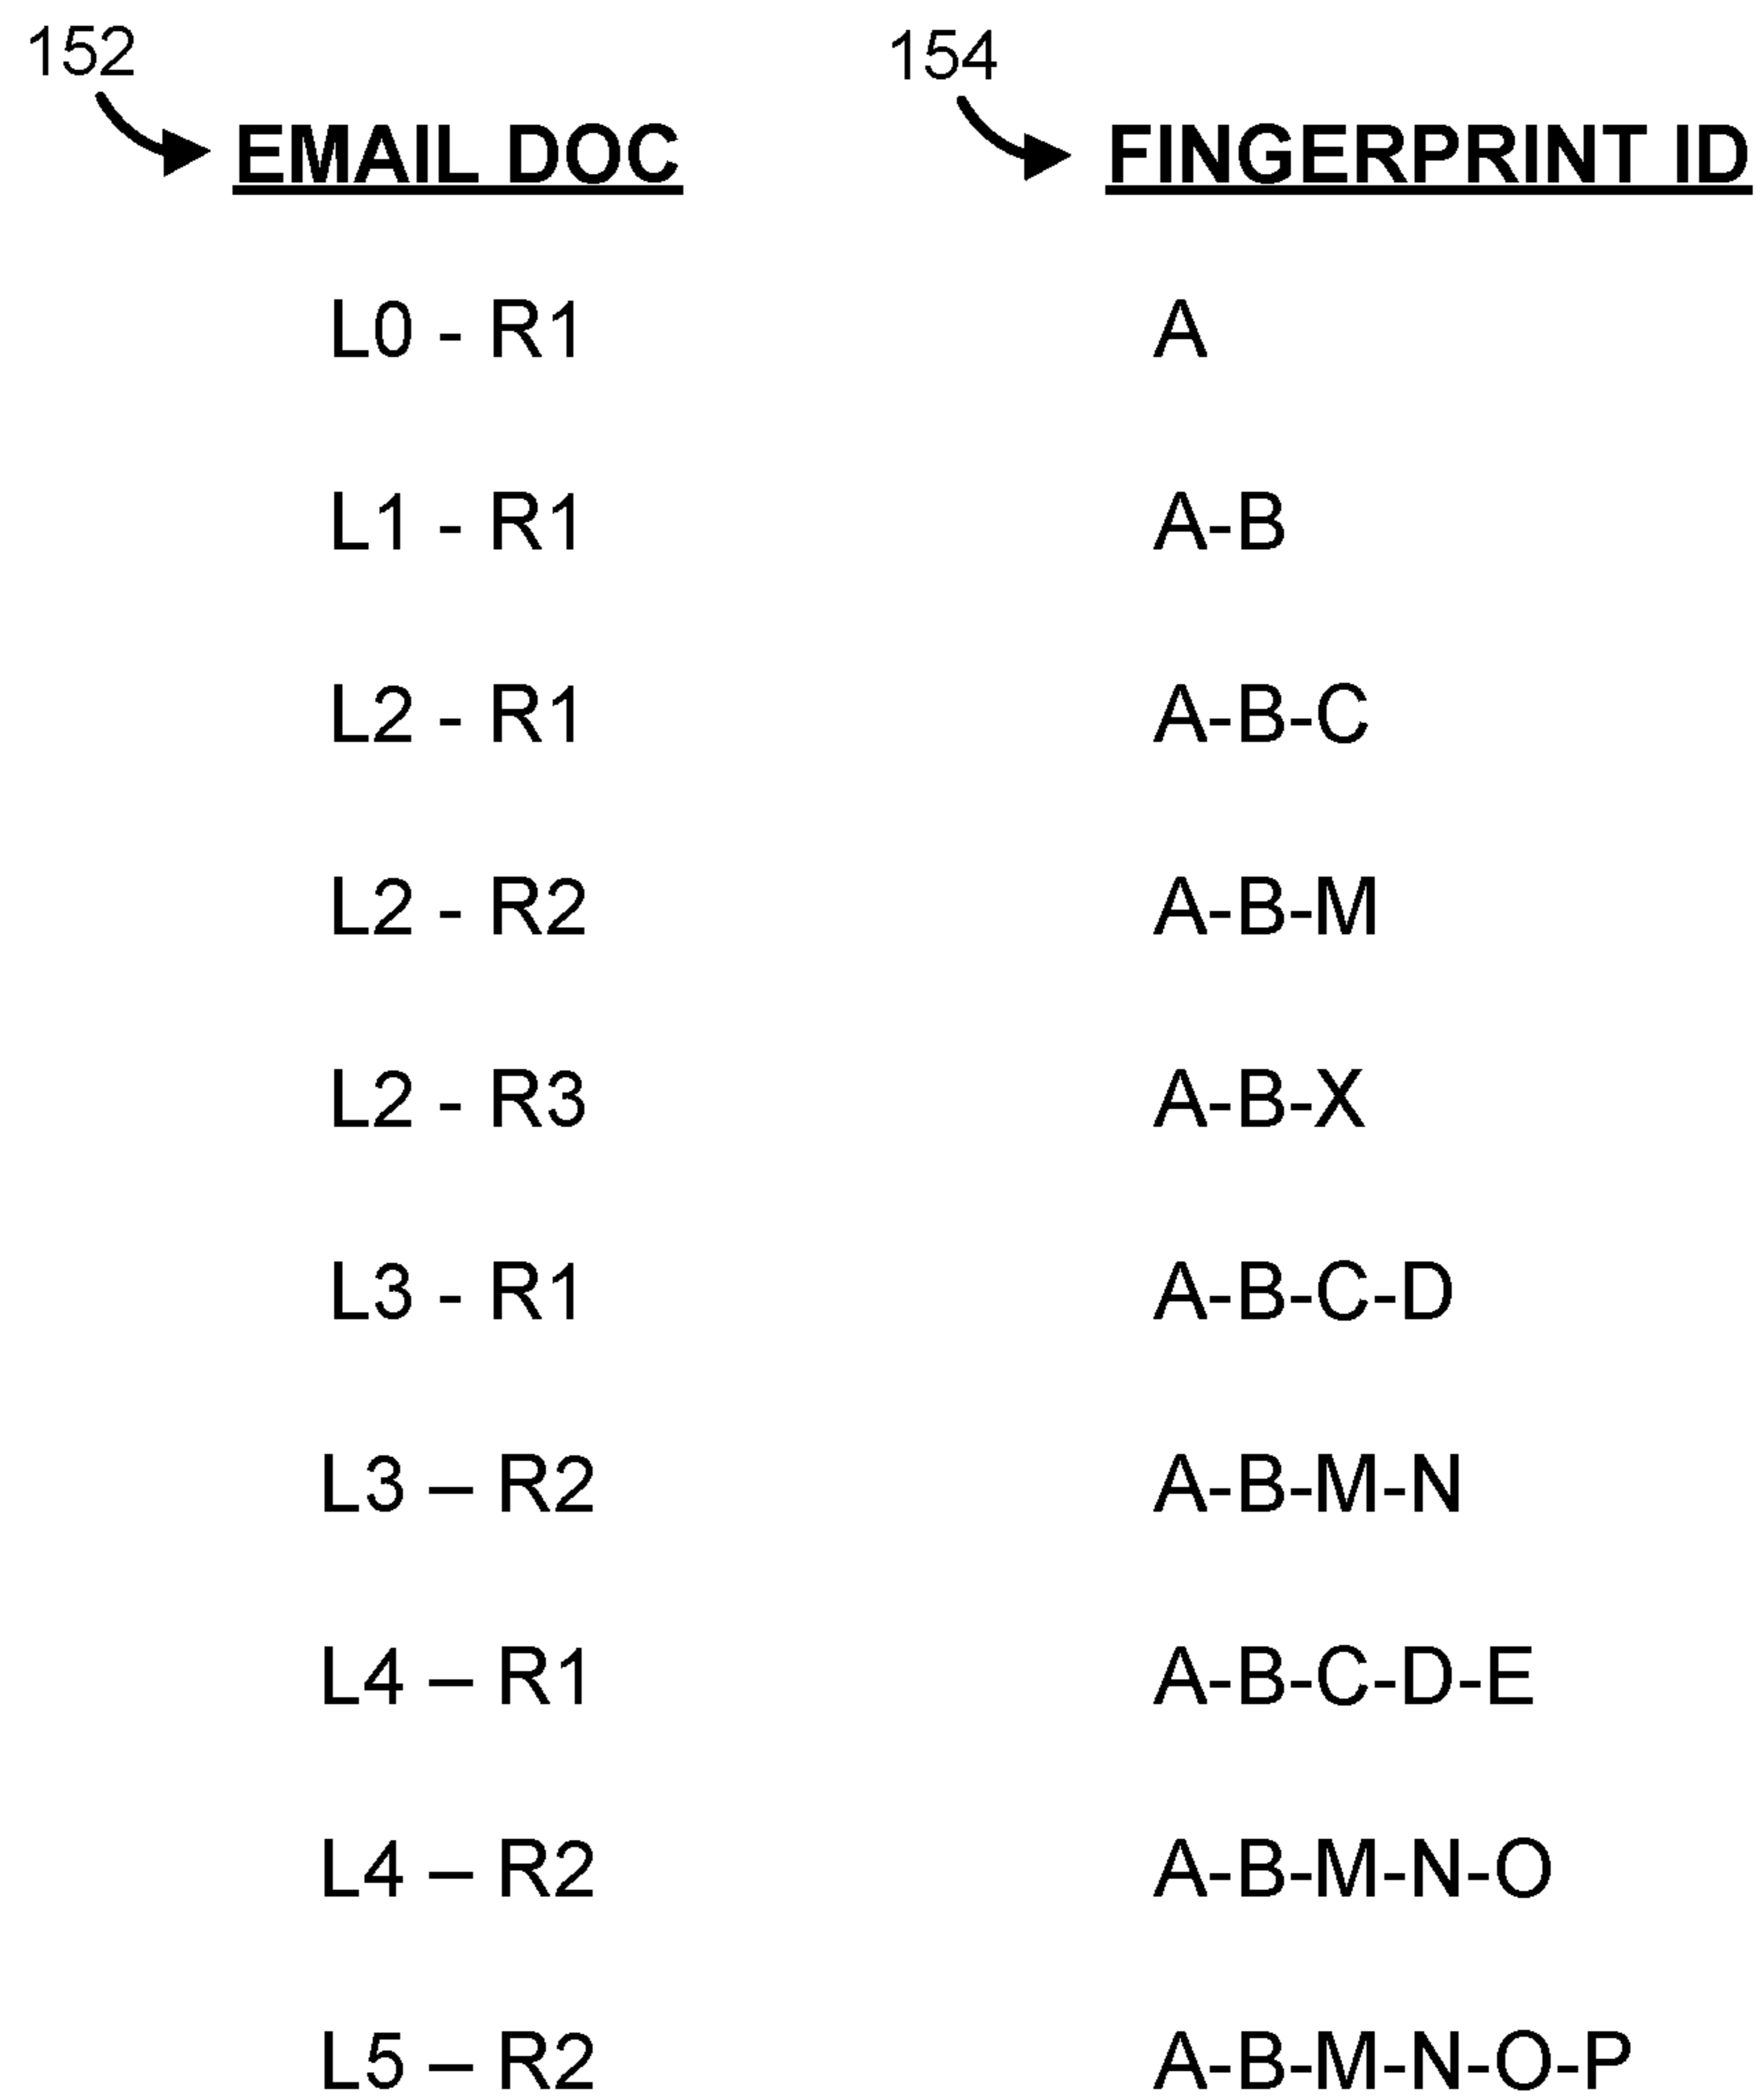 152 154
EMAIL DOC FINGERPRINT ID
L0 - R1 A
L1 - R1 A-B
L2 - R1 A-B-C
L2 - R2 A-B-M
L2 - R3 A-B-X
L3 - R1 A-B-C-D
L3 – R2 A-B-M-N
L4 – R1 A-B-C-D-E
L4 – R2 A-B-M-N-O
L5 – R2 A-B-M-N-O-P